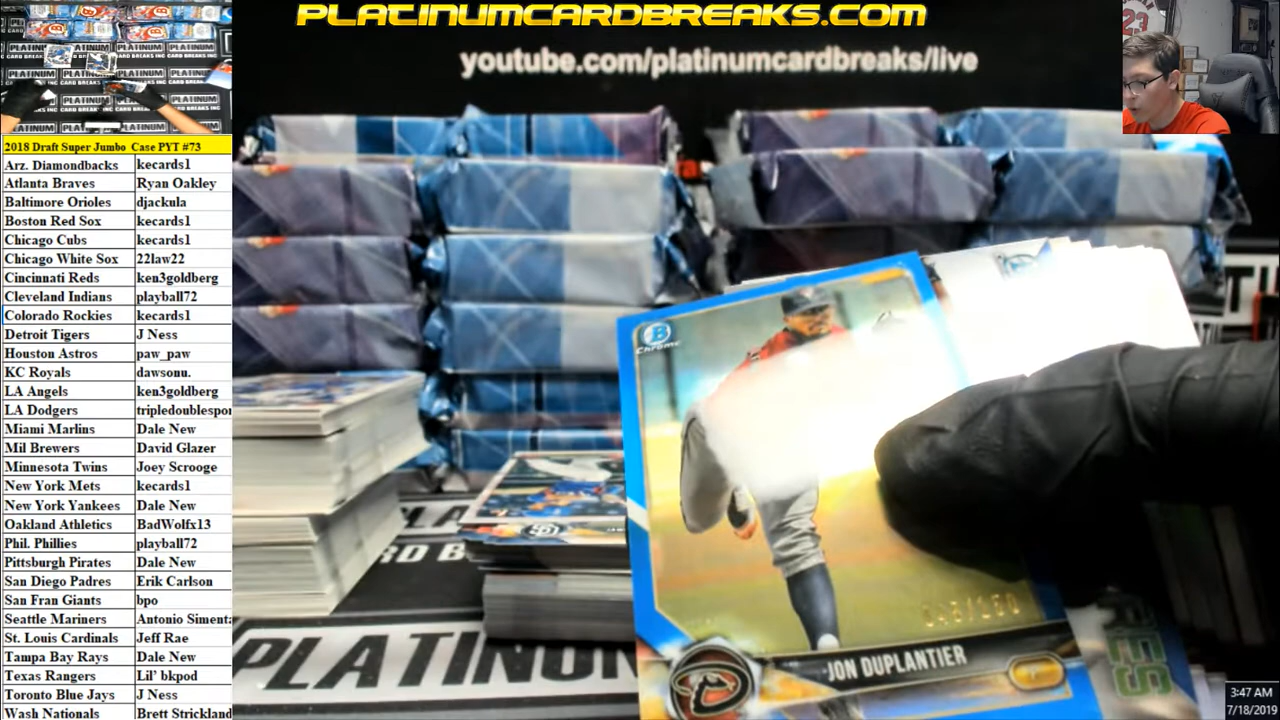 PLATINUMCARDBREAKS.COM
youtube.com/platinumcardbreaks/live
2018 Draft Super Jumbo Case PYT #73
Arz. Diamondbacks kecards1
Atlanta Braves Ryan Oakley
Baltimore Orioles djackula
Boston Red Sox kecards1
Chicago Cubs kecards1
Chicago White Sox 22law22
Cincinnati Reds ken3goldberg
Cleveland Indians playball72
Colorado Rockies kecards1
Detroit Tigers J Ness
Houston Astros paw_paw
KC Royals dawsonu.
LA Angels ken3goldberg
LA Dodgers tripledoublespor
Miami Marlins Dale New
Mil Brewers David Glazer
Minnesota Twins Joey Scrooge
New York Mets kecards1
New York Yankees Dale New
Oakland Athletics BadWolfx13
Phil. Phillies playball72
Pittsburgh Pirates Dale New
San Diego Padres Erik Carlson
San Fran Giants bpo
Seattle Mariners Antonio Simenta
St. Louis Cardinals Jeff Rae
Tampa Bay Rays Dale New
Texas Rangers Lil' bkpod
Toronto Blue Jays J Ness
Wash Nationals Brett Strickland
23
B
Chrome
JON DUPLANTIER
P
PLATINUM
3:47 AM
7/18/2019